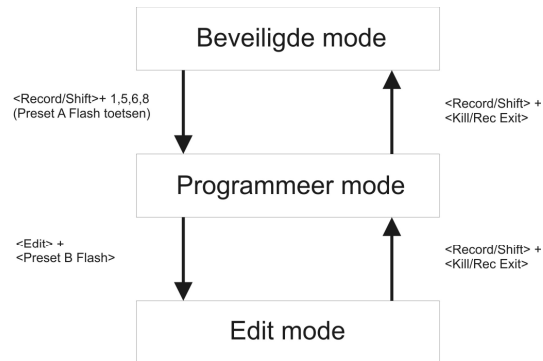 Beveiligde mode
<Record/Shift>+ 1,5,6,8
(Preset A Flash toetsen)
<Record/Shift> +
<Kill/Rec Exit>
Programmeer mode
<Edit> +
<Preset B Flash>
<Record/Shift> +
<Kill/Rec Exit>
Edit mode